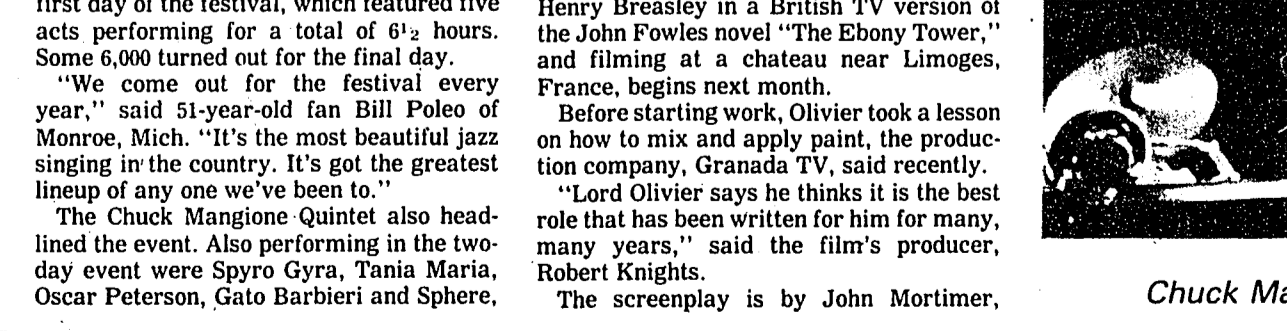 first day of the festival, which featured five
acts performing for a total of 6½ hours.
Some 6,000 turned out for the final day.
"We come out for the festival every
year," said 51-year-old fan Bill Poleo of
Monroe, Mich. "It's the most beautiful jazz
singing in the country. It's got the greatest
lineup of any one we've been to."
The Chuck Mangione Quintet also head-
lined the event. Also performing in the two-
day event were Spyro Gyra, Tania Maria,
Oscar Peterson, Gato Barbieri and Sphere,
Henry Breasley in a British TV version of
the John Fowles novel "The Ebony Tower,"
and filming at a chateau near Limoges,
France, begins next month.
Before starting work, Olivier took a lesson
on how to mix and apply paint, the produc-
tion company, Granada TV, said recently.
"Lord Olivier says he thinks it is the best
role that has been written for him for many,
many years," said the film's producer,
Robert Knights.
The screenplay is by John Mortimer,
Chuck Ma